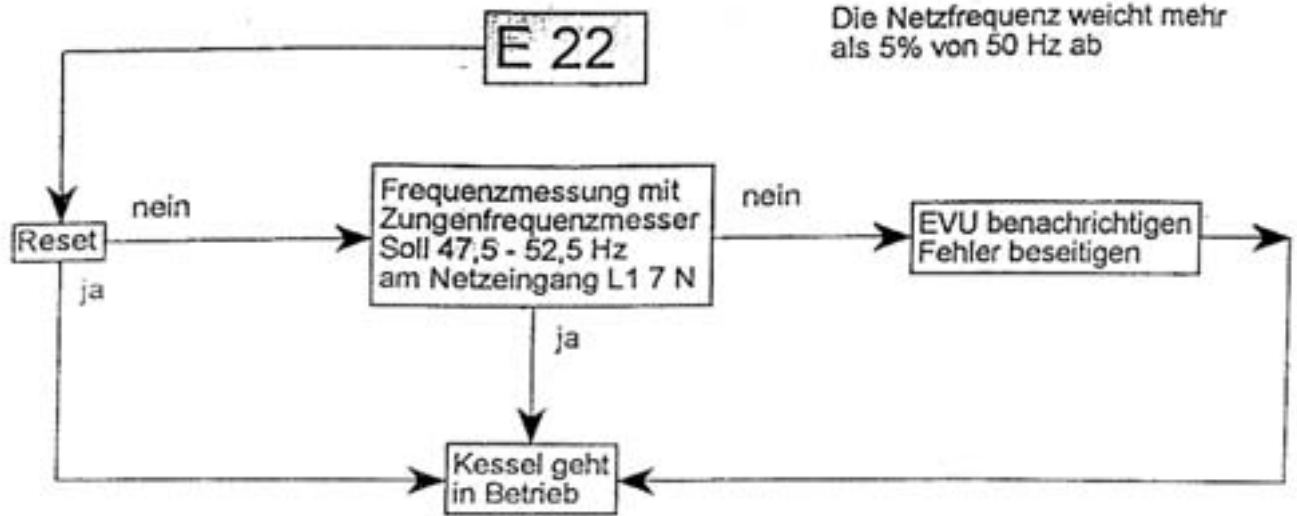 E 22
Die Netzfrequenz weicht mehr
als 5% von 50 Hz ab
Reset
nein
ja
Frequenzmessung mit
Zungenfrequenzmesser
Soll 47,5 - 52,5 Hz
am Netzeingang L1 7 N
nein
ja
EVU benachrichtigen
Fehler beseitigen
Kessel geht
in Betrieb